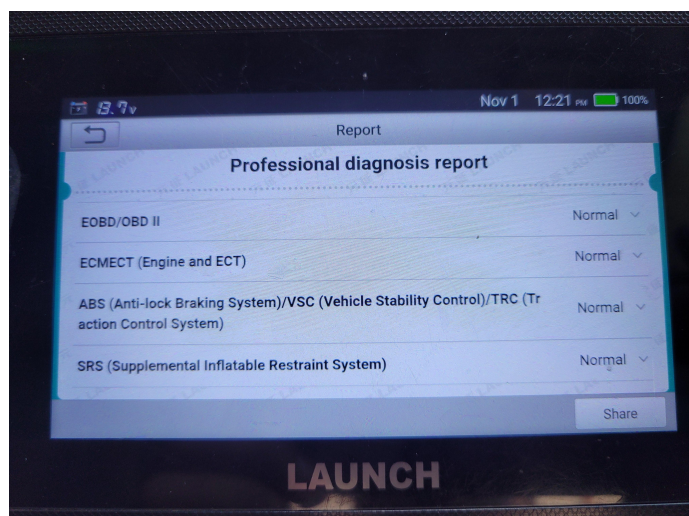 13.7v
Nov 1 12:21 PM 100%
Report
Professional diagnosis report
EOBD/OBD II Normal
ECMECT (Engine and ECT) Normal
ABS (Anti-lock Braking System)/VSC (Vehicle Stability Control)/TRC (Tr
action Control System) Normal
SRS (Supplemental Inflatable Restraint System) Normal
Share
LAUNCH